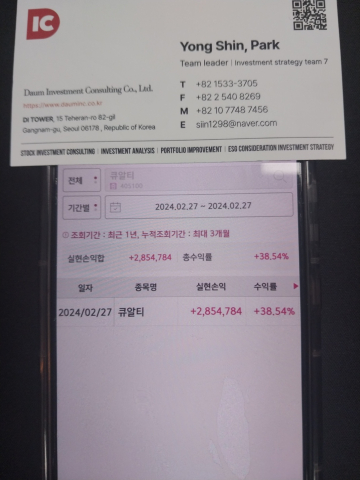 IC
Daum Investment Consulting Co., Ltd.
https://www.dauminc.co.kr
DI TOWER, 15 Teheran-ro 82-gil
Gangnam-gu, Seoul 06178, Republic of Korea
Yong Shin, Park
Team leader | Investment strategy team 7
T +82 1533-3705
F +82 2 540 8269
M +82 10 7748 7456
E siin1298@naver.com
STOCK INVESTMENT CONSULTING | INVESTMENT ANALYSIS | PORTFOLIO IMPROVEMENT | ESG CONSIDERATION INVESTMENT STRATEGY
전체 큐알티
기간별 2024.02.27 ~ 2024.02.27
조회기간 : 최근 1년, 누적조회기간 : 최대 3개월
실현손익합 +2,854,784 총수익률 +38.54%
일자 종목명 실현손익 수익률
2024/02/27 큐알티 +2,854,784 +38.54%